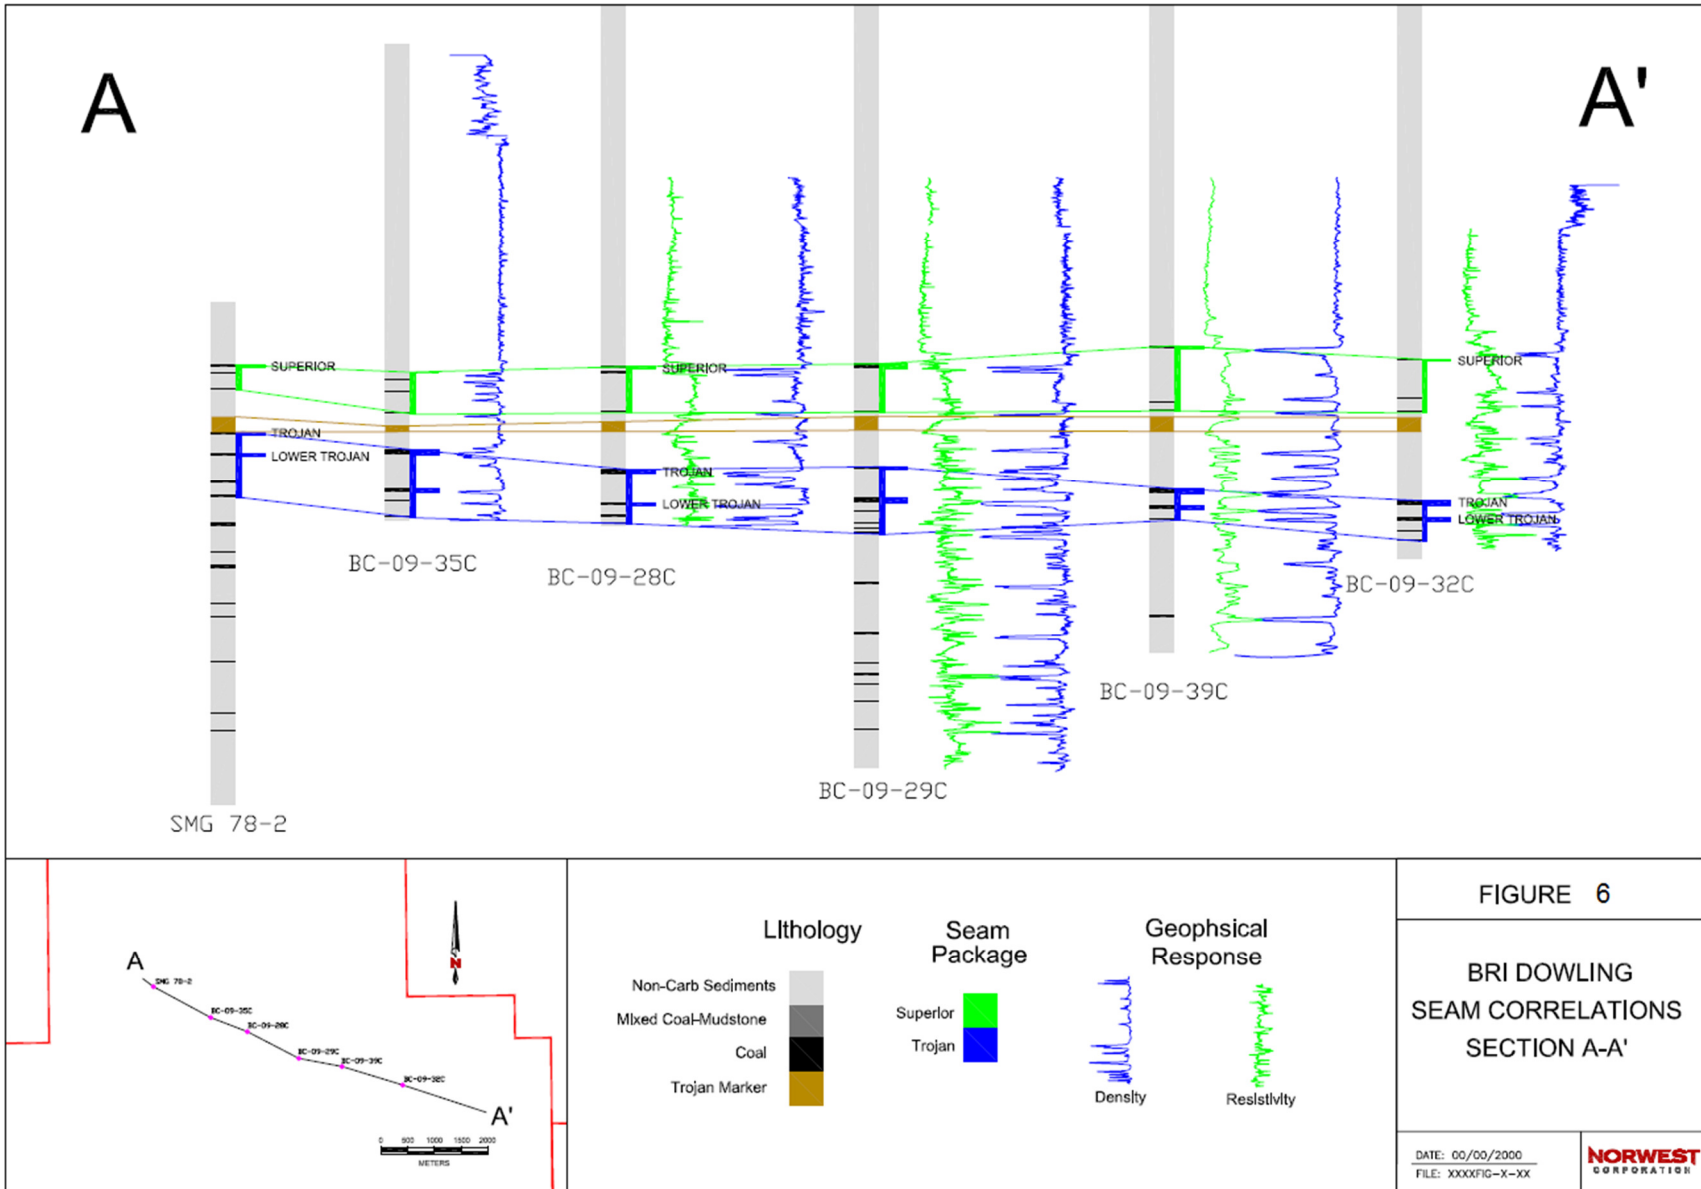 A
A'
SUPERIOR
SUPERIOR
SUPERIOR
TROJAN
LOWER TROJAN
TROJAN
LOWER TROJAN
TROJAN
LOWER TROJAN
BC-09-35C
BC-09-28C
BC-09-32C
BC-09-39C
BC-09-29C
SMG 78-2
A
SMG 78-2
BC-09-35C
BC-09-28C
BC-09-29C
BC-09-39C
BC-09-32C
A'
N
0 500 1000 1500 2000
METERS
Lithology
Non-Carb Sediments
Mixed Coal-Mudstone
Coal
Trojan Marker
Seam
Package
Superior
Trojan
Geophsical
Response
Density
Resistivity
FIGURE 6
BRI DOWLING
SEAM CORRELATIONS
SECTION A-A'
DATE: 00/00/2000
FILE: XXXXFIG-X-XX
NORWEST
CORPORATION